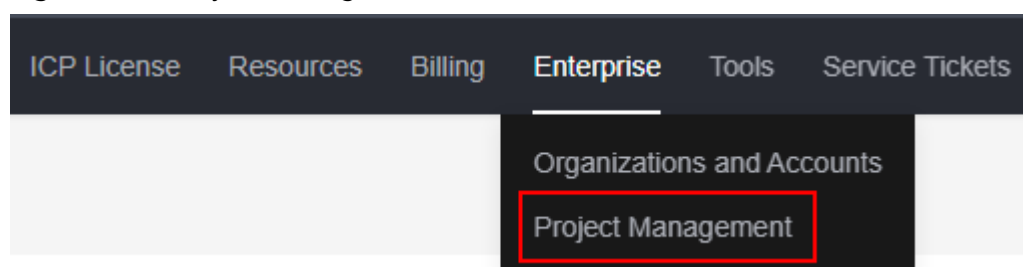 ICP License Resources Billing Enterprise Tools Service Tickets
Organizations and Accounts
Project Management